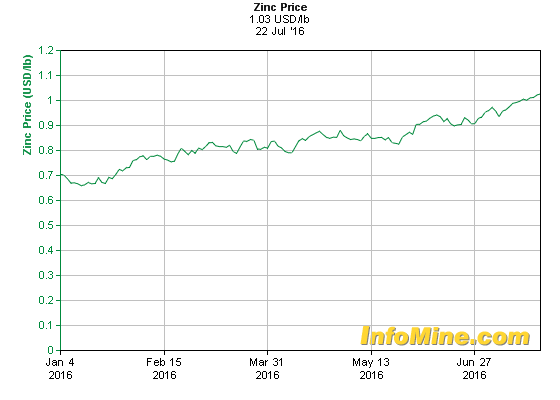 Zinc Price
1.03 USD/lb
22 Jul '16
Zinc Price (USD/lb)
1.2
1.1
1
0.9
0.8
0.7
0.6
0.5
0.4
0.3
0.2
0.1
0
InfoMine.com
Jan 4 Feb 15 Mar 31 May 13 Jun 27
2016 2016 2016 2016 2016